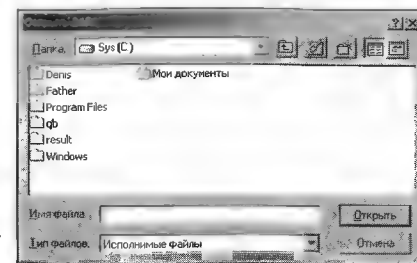 Папка: Sys (C:)
Denis
Father
Program Files
qb
result
Windows
Мои документы
Имя файла
Открыть
Тип файлов: Исполнимые файлы
Отмена